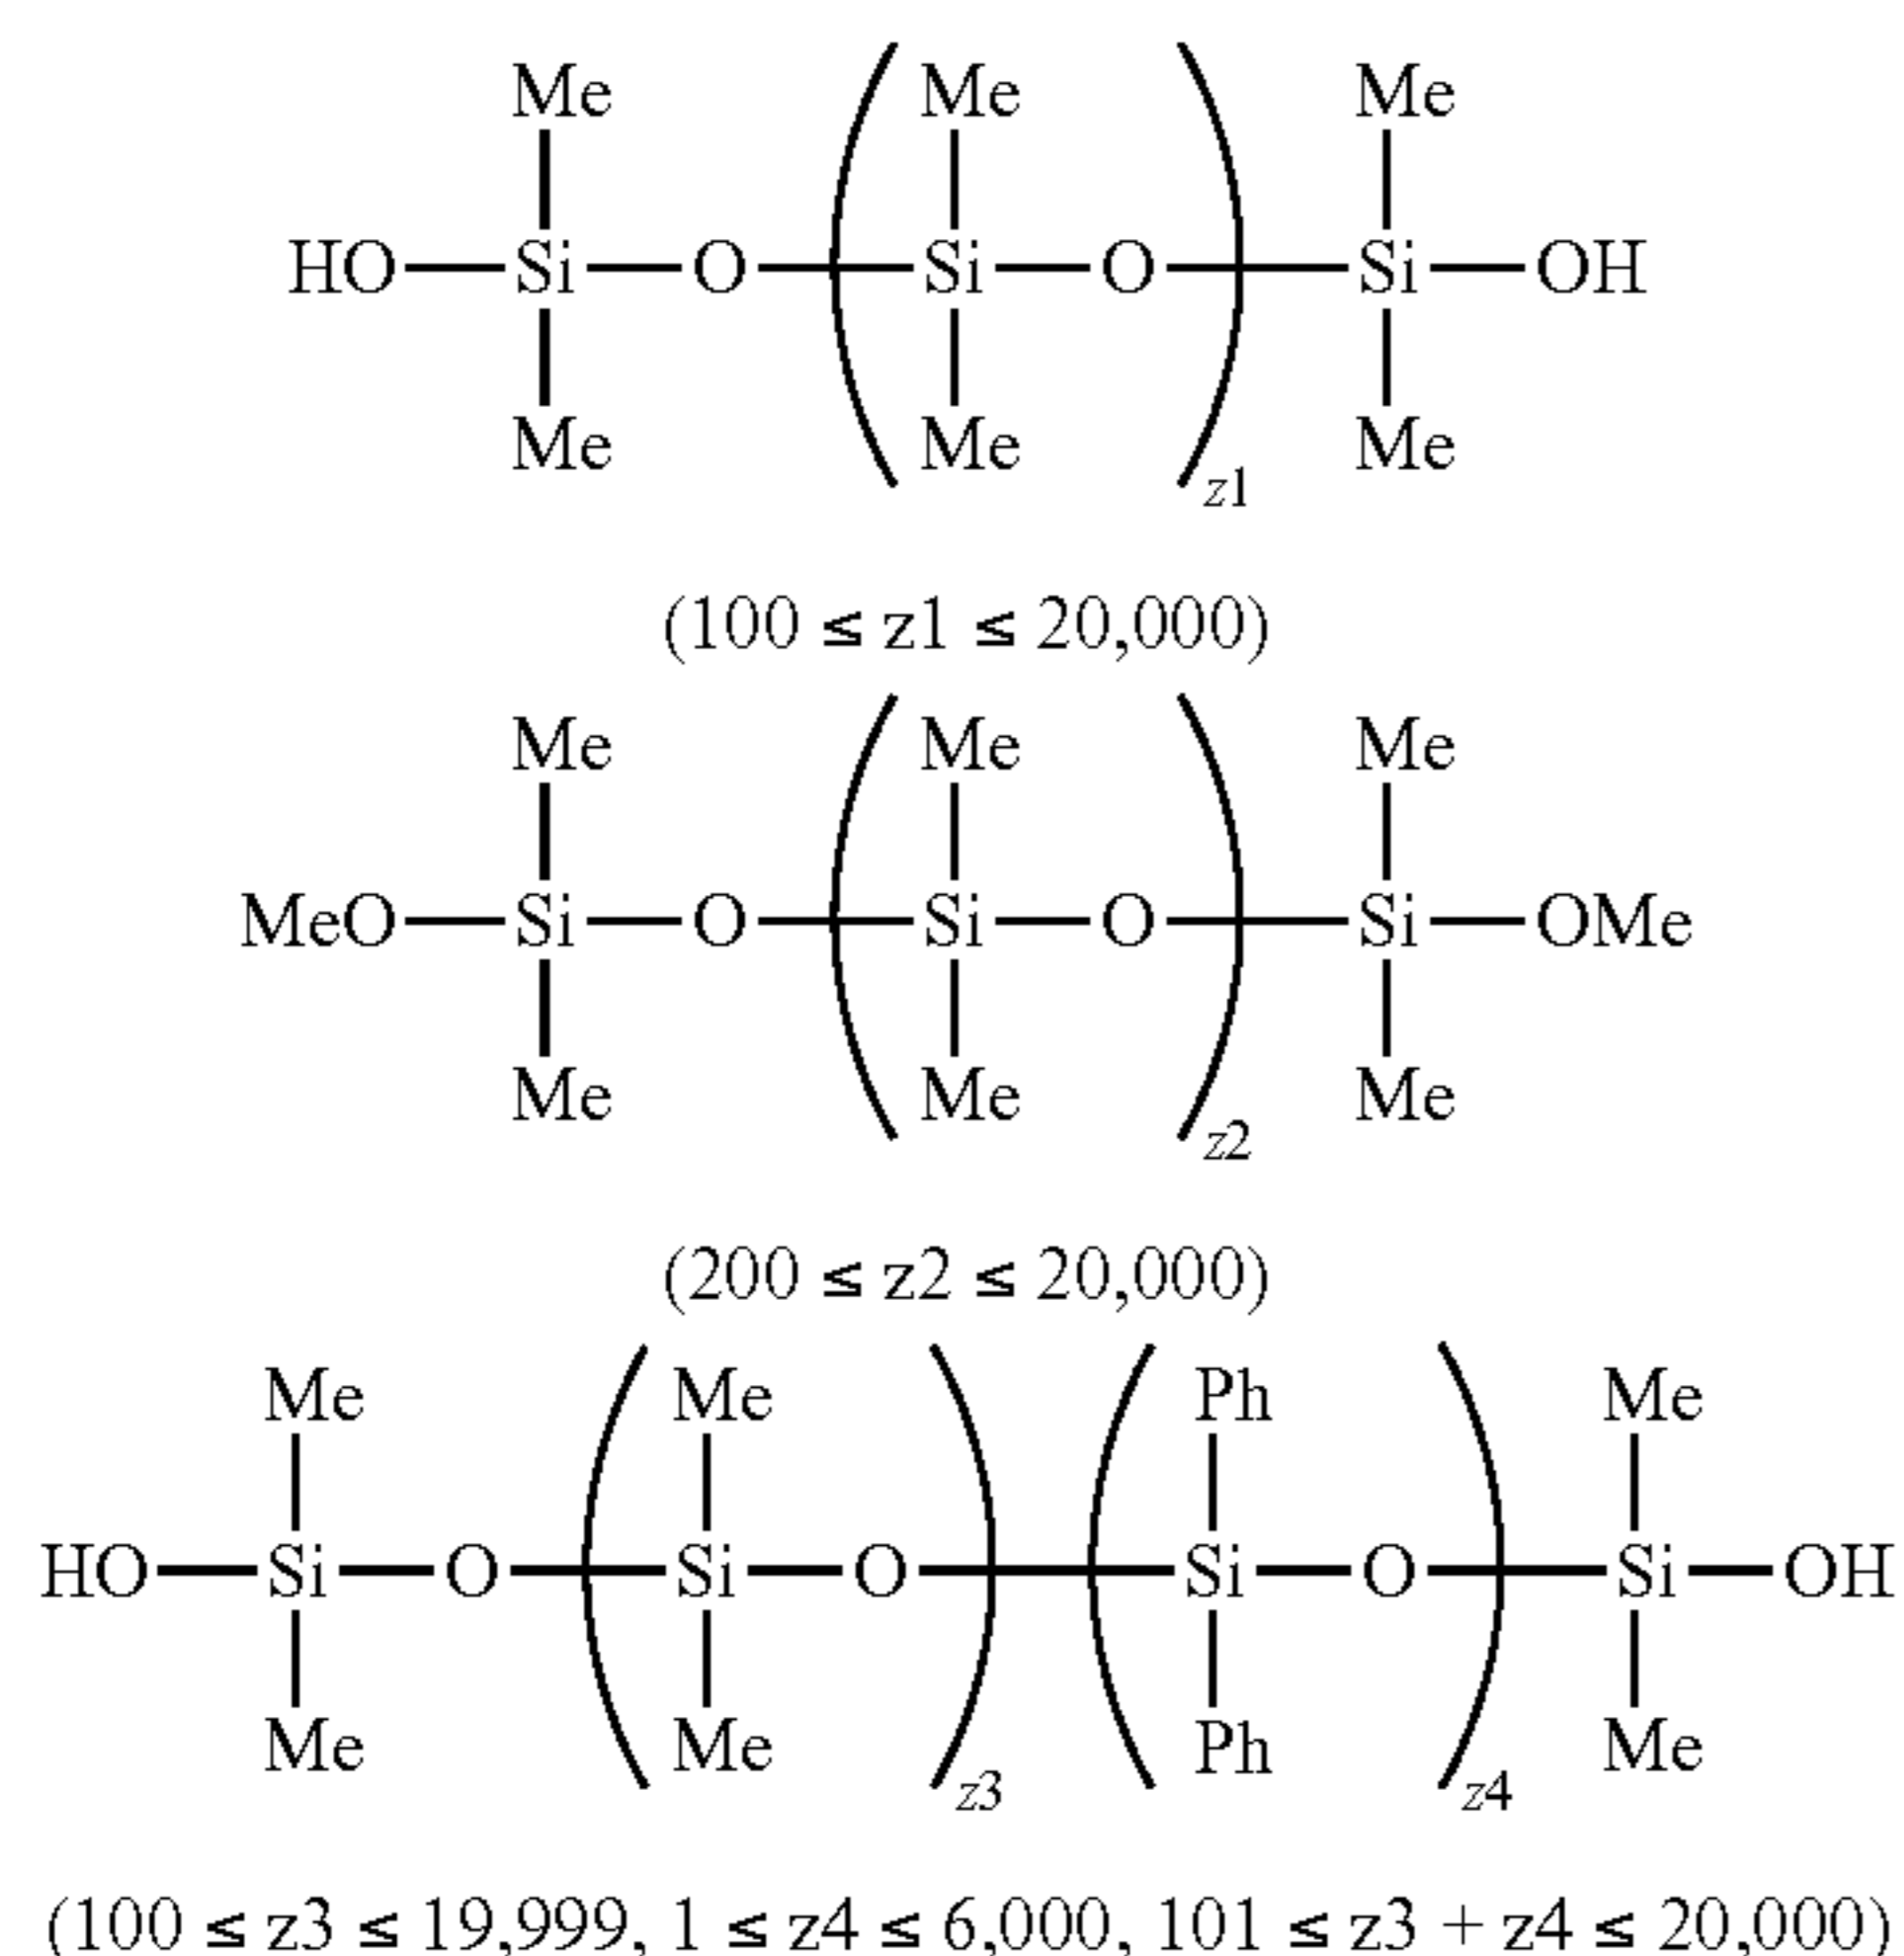 Me Me Me
HO Si O Si O Si OH
Me Me Me
z1
(100 ≤ z1 ≤ 20,000)
Me Me Me
MeO Si O Si O Si OMe
Me Me Me
z2
(200 ≤ z2 ≤ 20,000)
Me Me Ph Me
HO Si O Si O Si O Si OH
Me Me Ph Me
z3 z4
(100 ≤ z3 ≤ 19,999, 1 ≤ z4 ≤ 6,000, 101 ≤ z3 + z4 ≤ 20,000)